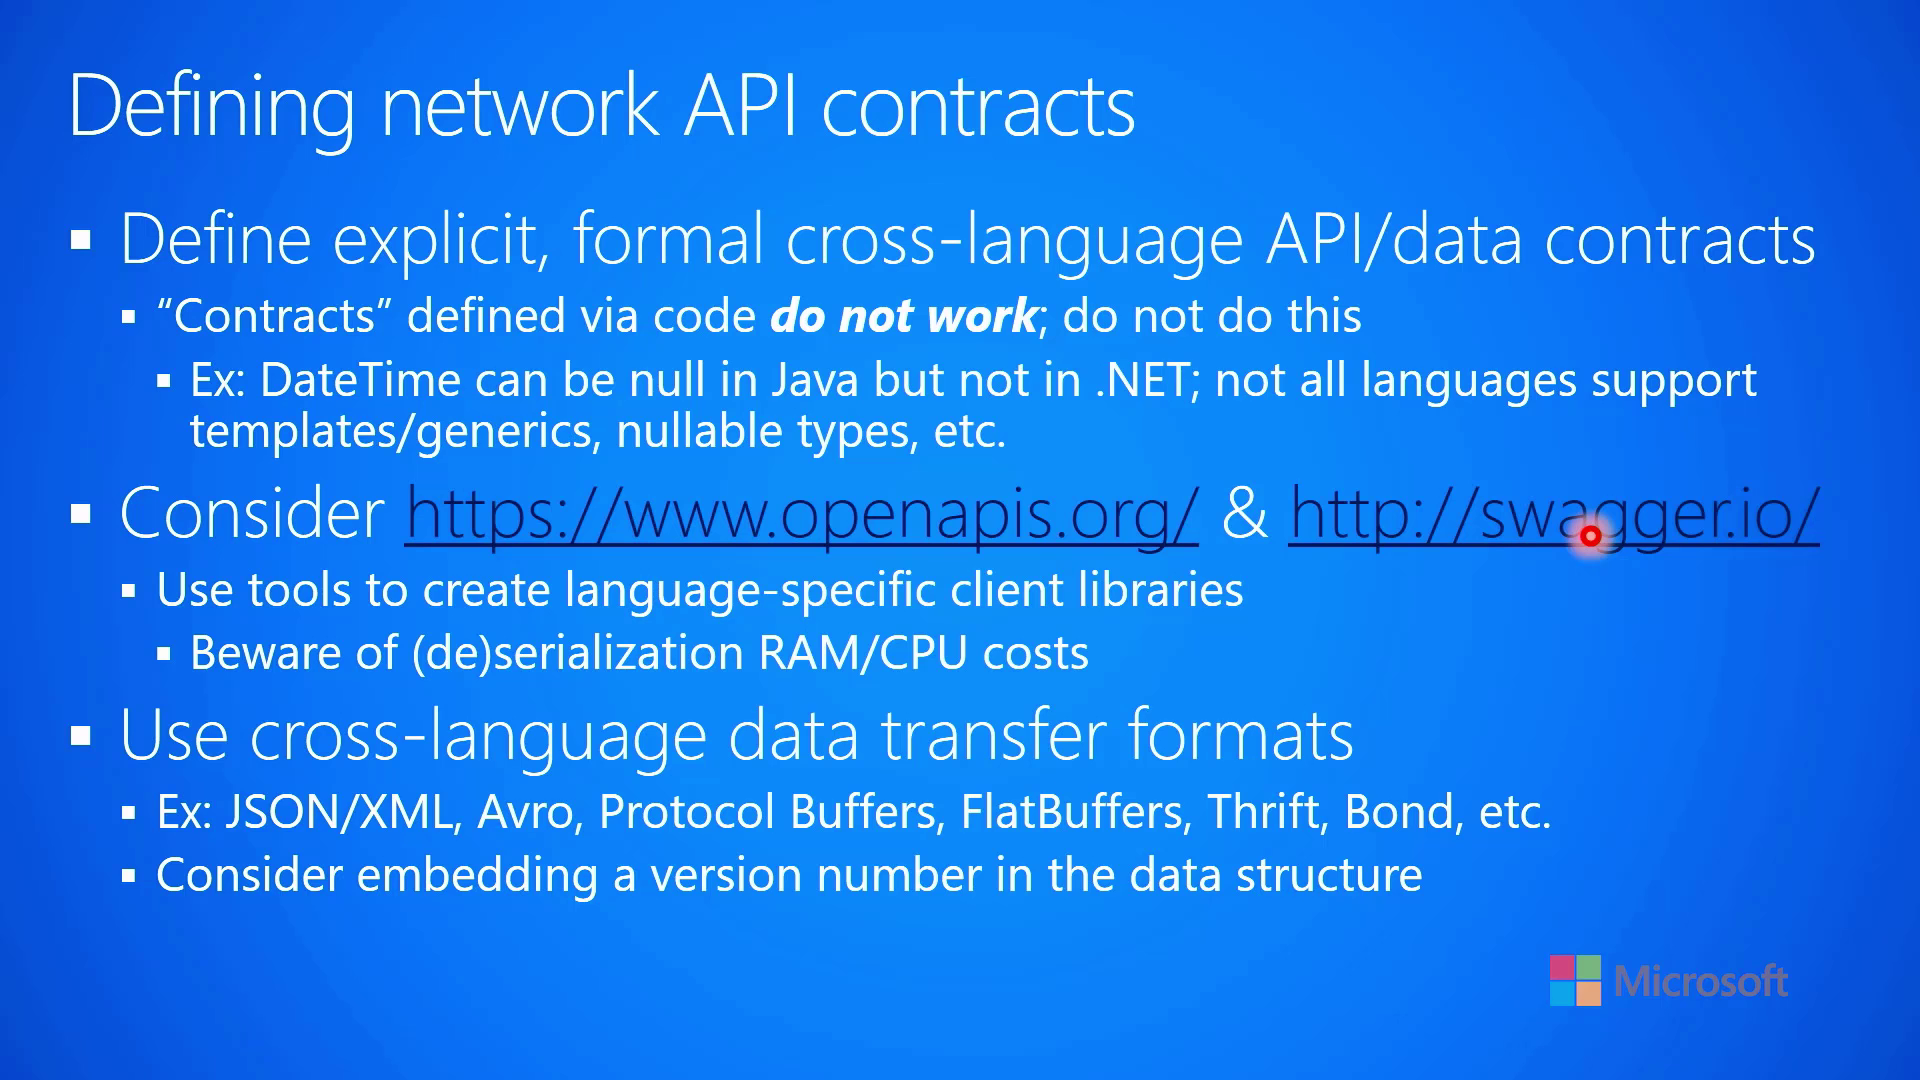 Defining network API contracts
▪ Define explicit, formal cross-language API/data contracts
▪ “Contracts” defined via code do not work; do not do this
▪ Ex: DateTime can be null in Java but not in .NET; not all languages support
templates/generics, nullable types, etc.
▪ Consider https://www.openapis.org/ & http://swagger.io/
▪ Use tools to create language-specific client libraries
▪ Beware of (de)serialization RAM/CPU costs
▪ Use cross-language data transfer formats
▪ Ex: JSON/XML, Avro, Protocol Buffers, FlatBuffers, Thrift, Bond, etc.
▪ Consider embedding a version number in the data structure
Microsoft